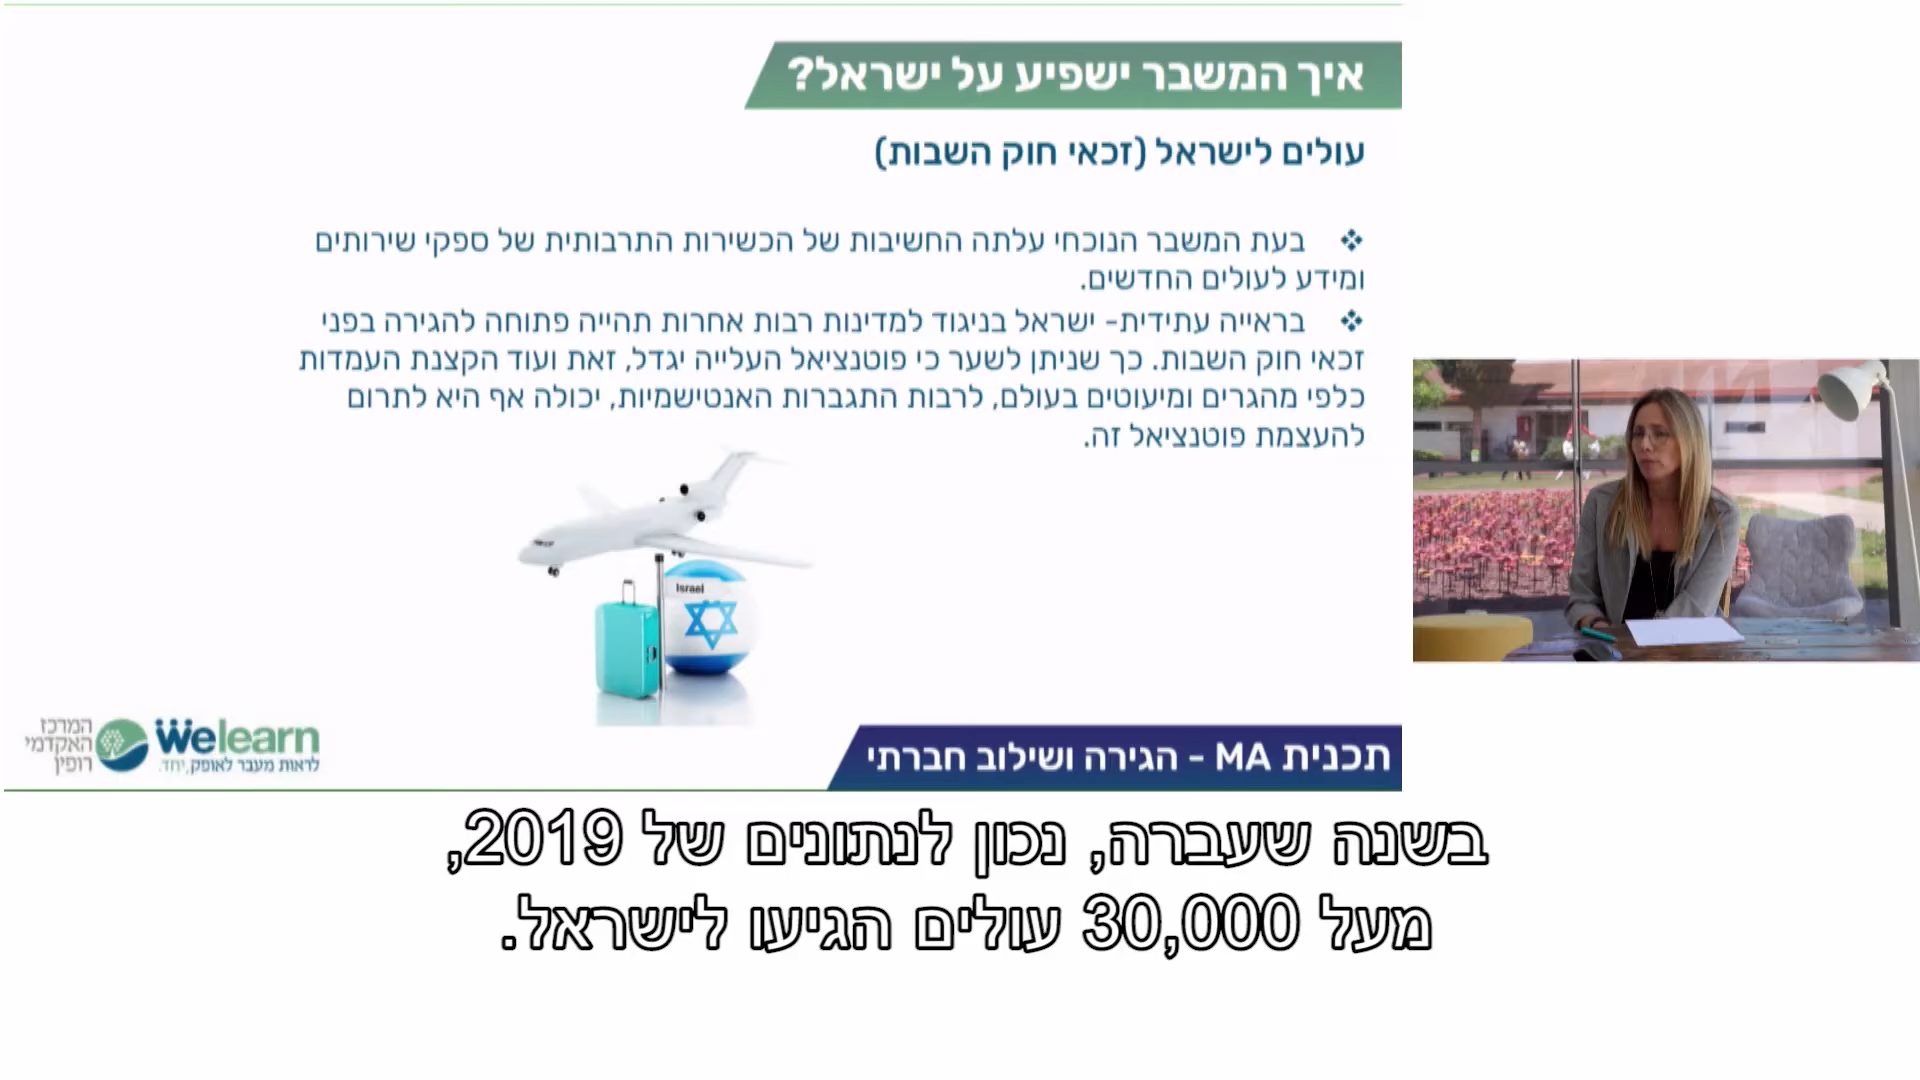 איך המשבר ישפיע על ישראל?
עולים לישראל (זכאי חוק השבות)
❖ בעת המשבר הנוכחי עלתה החשיבות של הכשירות התרבותית של ספקי שירותים
ומידע לעולים החדשים.
❖ בראייה עתידית- ישראל בניגוד למדינות רבות אחרות תהייה פתוחה להגירה בפני
זכאי חוק השבות. כך שניתן לשער כי פוטנציאל העלייה יגדל, זאת ועוד הקצנת העמדות
כלפי מהגרים ומיעוטים בעולם, לרבות התגברות האנטישמיות, יכולה אף היא לתרום
להעצמת פוטנציאל זה.
Israel
המרכז
האקדמי
רופין
Welearn
לראות מעבר לאופק,יחד.
תכנית MA - הגירה ושילוב חברתי
בשנה שעברה, נכון לנתונים של 2019,
מעל 30,000 עולים הגיעו לישראל.